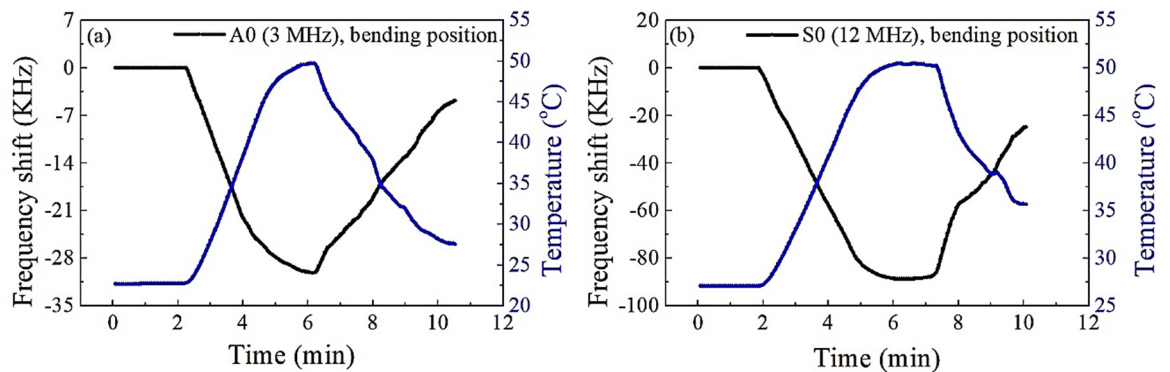 (a)
A0 (3 MHz), bending position
7
0
-7
-14
-21
-28
-35
Frequency shift (KHz)
55
50
45
40
35
30
25
20
Temperature (°C)
0 2 4 6 8 10 12
Time (min)
(b)
S0 (12 MHz), bending position
20
0
-20
-40
-60
-80
-100
Frequency shift (KHz)
55
50
45
40
35
30
25
Temperature (°C)
0 2 4 6 8 10 12
Time (min)